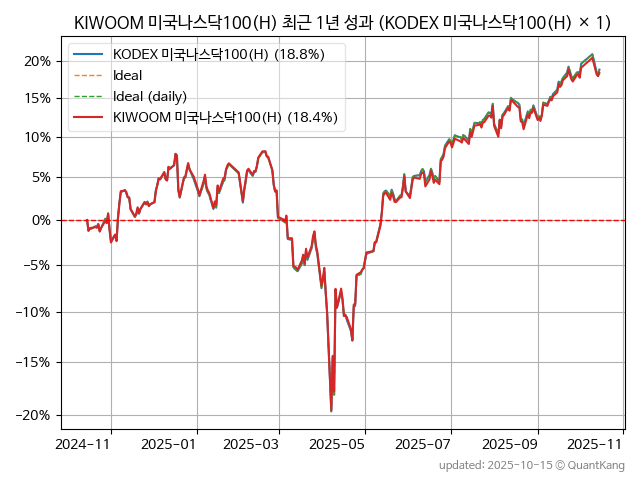 KIWOOM 미국나스닥100(H) 최근 1년 성과 (KODEX 미국나스닥100(H) × 1)
KODEX 미국나스닥100(H) (18.8%)
Ideal
Ideal (daily)
KIWOOM 미국나스닥100(H) (18.4%)
20%
15%
10%
5%
0%
−5%
−10%
−15%
−20%
2024-11
2025-01
2025-03
2025-05
2025-07
2025-09
2025-11
updated: 2025-10-15 © QuantKang